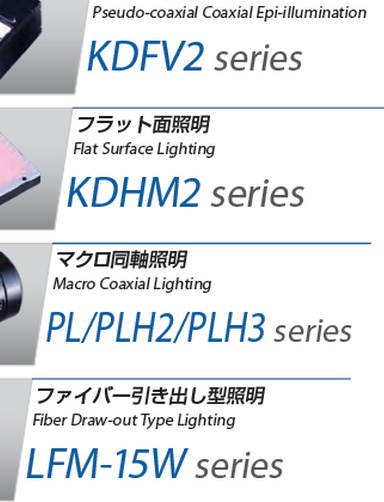 Pseudo-coaxial Coaxial Epi-illumination
KDFV2 series
フラット面照明
Flat Surface Lighting
KDHM2 series
マクロ同軸照明
Macro Coaxial Lighting
PL/PLH2/PLH3 series
ファイバー引き出し型照明
Fiber Draw-out Type Lighting
LFM-15W series